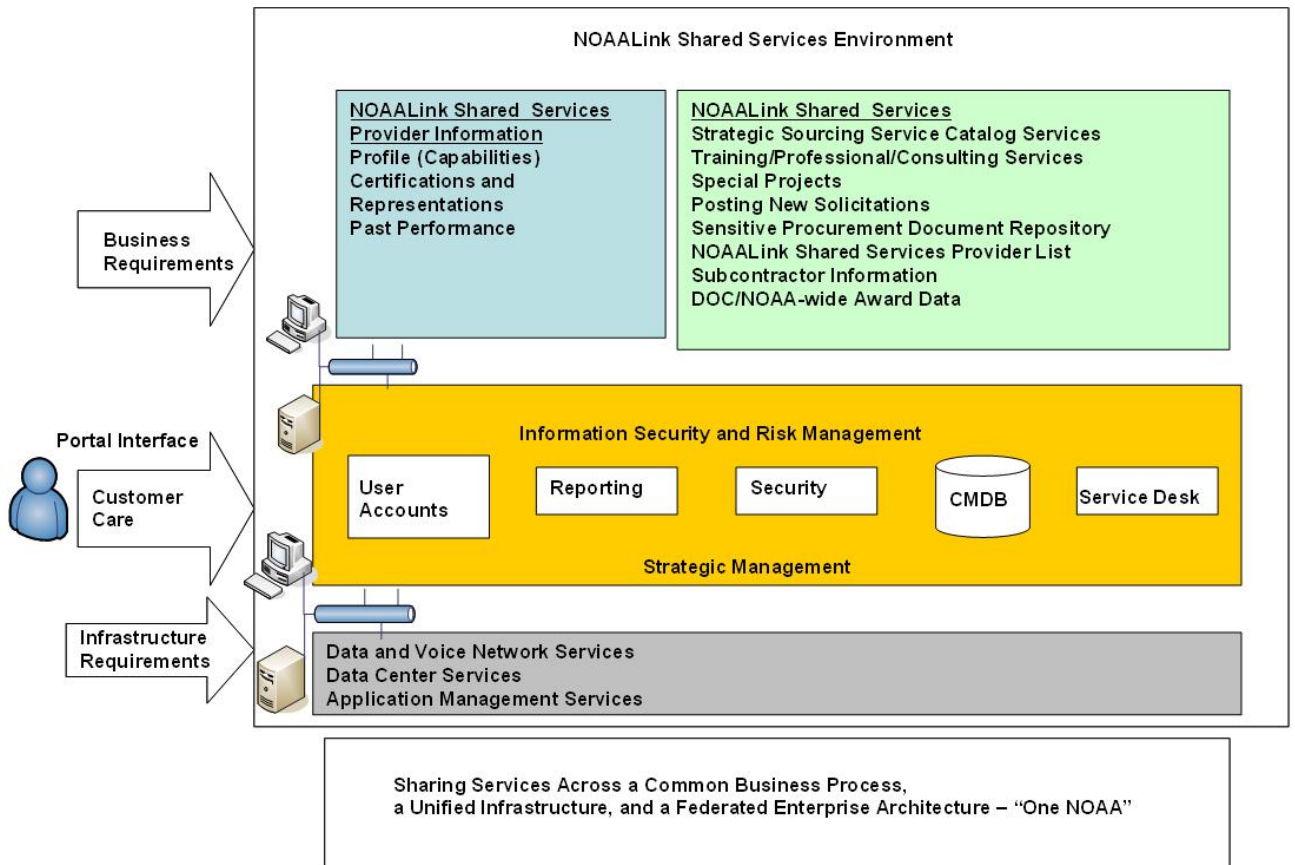 NOAALink Shared Services Environment
NOAALink Shared Services
Provider Information
Profile (Capabilities)
Certifications and
Representations
Past Performance
NOAALink Shared Services
Strategic Sourcing Service Catalog Services
Training/Professional/Consulting Services
Special Projects
Posting New Solicitations
Sensitive Procurement Document Repository
NOAALink Shared Services Provider List
Subcontractor Information
DOC/NOAA-wide Award Data
Business
Requirements
Portal Interface
Customer
Care
Infrastructure
Requirements
Information Security and Risk Management
User
Accounts
Reporting
Security
CMDB
Service Desk
Strategic Management
Data and Voice Network Services
Data Center Services
Application Management Services
Sharing Services Across a Common Business Process,
a Unified Infrastructure, and a Federated Enterprise Architecture – “One NOAA”